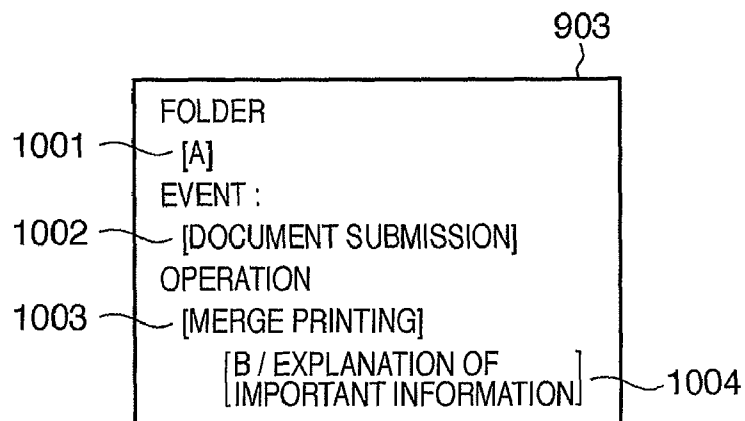 903
FOLDER
1001 [A]
EVENT :
1002 [DOCUMENT SUBMISSION]
OPERATION
1003 [MERGE PRINTING]
[B / EXPLANATION OF
IMPORTANT INFORMATION] 1004